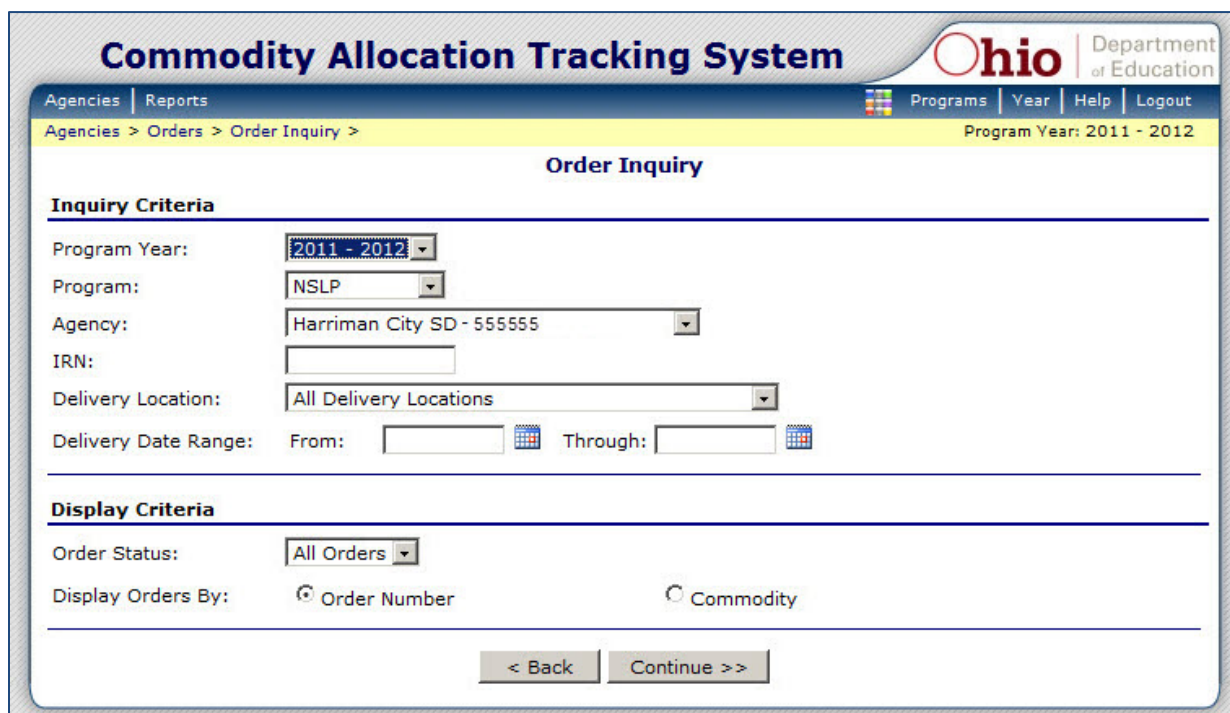 Commodity Allocation Tracking System
Ohio Department of Education
Agencies | Reports Programs | Year | Help | Logout
Agencies > Orders > Order Inquiry > Program Year: 2011 - 2012
Order Inquiry
Inquiry Criteria
Program Year: 2011 - 2012
Program: NSLP
Agency: Harriman City SD - 555555
IRN:
Delivery Location: All Delivery Locations
Delivery Date Range: From: Through:
Display Criteria
Order Status: All Orders
Display Orders By: Order Number Commodity
< Back Continue >>